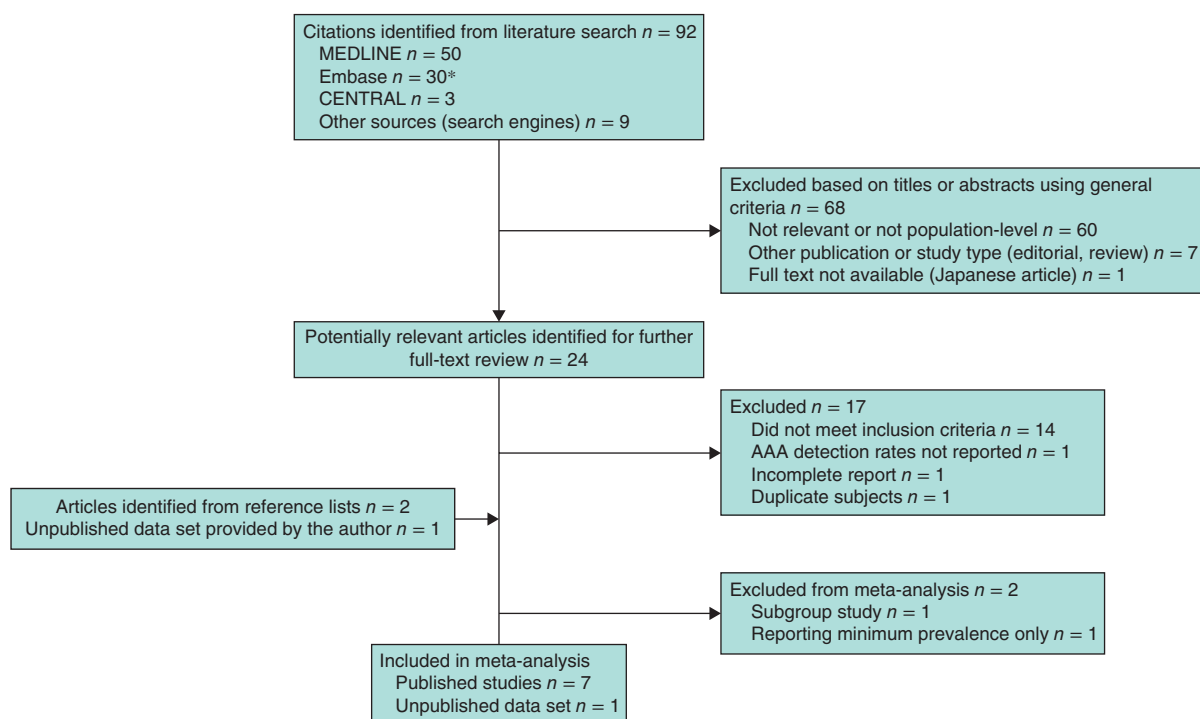 Citations identified from literature search n = 92
MEDLINE n = 50
Embase n = 30*
CENTRAL n = 3
Other sources (search engines) n = 9
Excluded based on titles or abstracts using general
criteria n = 68
Not relevant or not population-level n = 60
Other publication or study type (editorial, review) n = 7
Full text not available (Japanese article) n = 1
Potentially relevant articles identified for further
full-text review n = 24
Excluded n = 17
Did not meet inclusion criteria n = 14
AAA detection rates not reported n = 1
Incomplete report n = 1
Duplicate subjects n = 1
Articles identified from reference lists n = 2
Unpublished data set provided by the author n = 1
Excluded from meta-analysis n = 2
Subgroup study n = 1
Reporting minimum prevalence only n = 1
Included in meta-analysis
Published studies n = 7
Unpublished data set n = 1